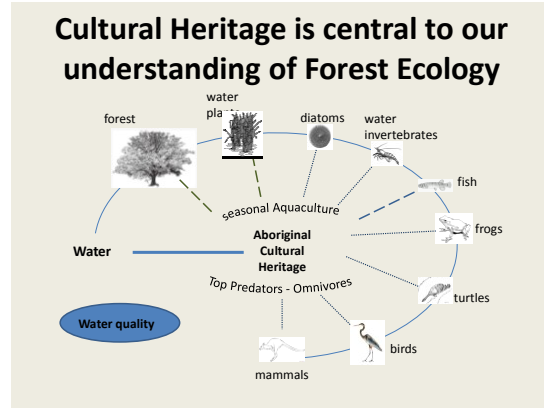 Cultural Heritage is central to our
understanding of Forest Ecology
water
plants
forest
diatoms
water
invertebrates
fish
seasonal Aquaculture
frogs
Aboriginal
Cultural
Heritage
Water
Top Predators - Omnivores
turtles
Water quality
birds
mammals